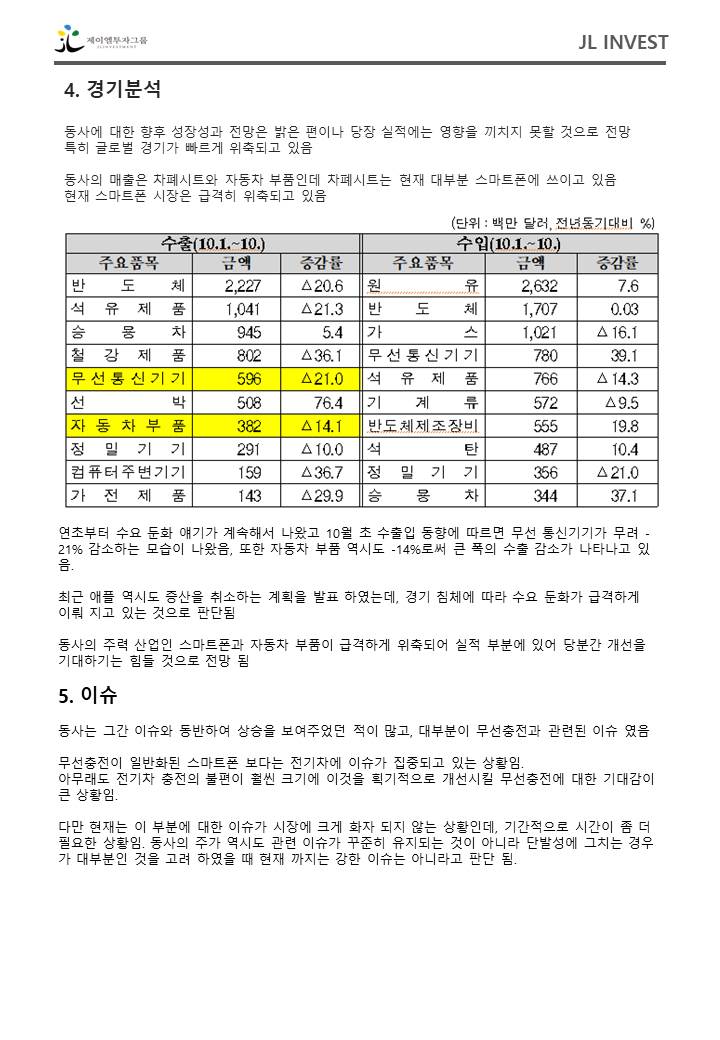 제이엘투자그룹
JLINVESTMENT
JL INVEST
4. 경기분석
동사에 대한 향후 성장성과 전망은 밝은 편이나 당장 실적에는 영향을 끼치지 못할 것으로 전망
특히 글로벌 경기가 빠르게 위축되고 있음
동사의 매출은 차폐시트와 자동차 부품인데 차폐시트는 현재 대부분 스마트폰에 쓰이고 있음
현재 스마트폰 시장은 급격히 위축되고 있음
(단위 : 백만 달러, 전년동기대비 %)
수출(10.1.~10.) 수입(10.1.~10.)
주요품목 금액 증감률 주요품목 금액 증감률
반 도 체 2,227 △20.6 원 유 2,632 7.6
석 유 제 품 1,041 △21.3 반 도 체 1,707 0.03
승 용 차 945 5.4 가 스 1,021 △16.1
철 강 제 품 802 △36.1 무선통신기기 780 39.1
무선통신기기 596 △21.0 석 유 제 품 766 △14.3
선 박 508 76.4 기 계 류 572 △9.5
자 동 차 부 품 382 △14.1 반도체제조장비 555 19.8
정 밀 기 기 291 △10.0 석 탄 487 10.4
컴퓨터주변기기 159 △36.7 정 밀 기 기 356 △21.0
가 전 제 품 143 △29.9 승 용 차 344 37.1
연초부터 수요 둔화 얘기가 계속해서 나왔고 10월 초 수출입 동향에 따르면 무선 통신기기가 무려 -
21% 감소하는 모습이 나왔음, 또한 자동차 부품 역시도 -14%로써 큰 폭의 수출 감소가 나타나고 있
음.
최근 애플 역시도 증산을 취소하는 계획을 발표 하였는데, 경기 침체에 따라 수요 둔화가 급격하게
이뤄 지고 있는 것으로 판단됨
동사의 주력 산업인 스마트폰과 자동차 부품이 급격하게 위축되어 실적 부분에 있어 당분간 개선을
기대하기는 힘들 것으로 전망 됨
5. 이슈
동사는 그간 이슈와 동반하여 상승을 보여주었던 적이 많고, 대부분이 무선충전과 관련된 이슈 였음
무선충전이 일반화된 스마트폰 보다는 전기차에 이슈가 집중되고 있는 상황임.
아무래도 전기차 충전의 불편이 훨씬 크기에 이것을 획기적으로 개선시킬 무선충전에 대한 기대감이
큰 상황임.
다만 현재는 이 부분에 대한 이슈가 시장에 크게 화자 되지 않는 상황인데, 기간적으로 시간이 좀 더
필요한 상황임. 동사의 주가 역시도 관련 이슈가 꾸준히 유지되는 것이 아니라 단발성에 그치는 경우
가 대부분인 것을 고려 하였을 때 현재 까지는 강한 이슈는 아니라고 판단 됨.